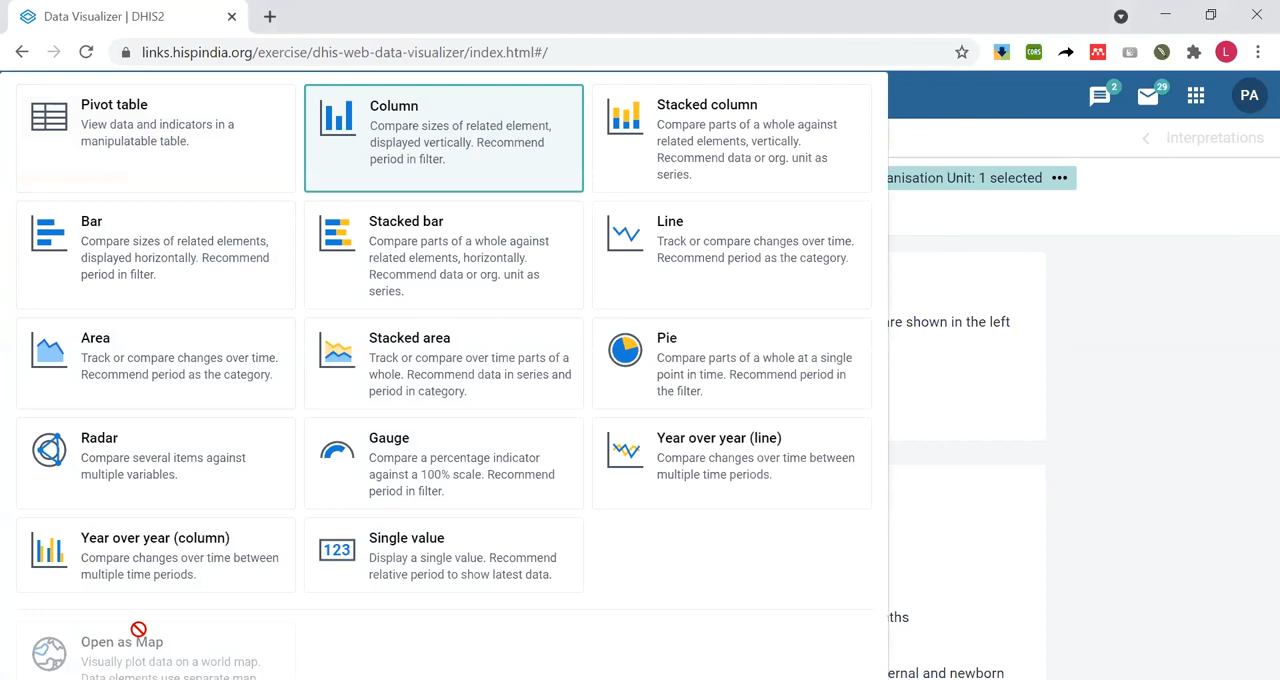 Data Visualizer | DHIS2
links.hispindia.org/exercise/dhis-web-data-visualizer/index.html#/
CORS
L
2
29
PA
Interpretations
anisation Unit: 1 selected
Pivot table
View data and indicators in a
manipulatable table.
Column
Compare sizes of related element,
displayed vertically. Recommend
period in filter.
Stacked column
Compare parts of a whole against
related elements, vertically.
Recommend data or org. unit as
series.
Bar
Compare sizes of related elements,
displayed horizontally. Recommend
period in filter.
Stacked bar
Compare parts of a whole against
related elements, horizontally.
Recommend data or org. unit as
series.
Line
Track or compare changes over time.
Recommend period as the category.
Area
Track or compare changes over time.
Recommend period as the category.
Stacked area
Track or compare over time parts of a
whole. Recommend data in series and
period in category.
Pie
Compare parts of a whole at a single
point in time. Recommend period in
the filter.
re shown in the left
Radar
Compare several items against
multiple variables.
Gauge
Compare a percentage indicator
against a 100% scale. Recommend
period in filter.
Year over year (line)
Compare changes over time between
multiple time periods.
Year over year (column)
Compare changes over time between
multiple time periods.
123
Single value
Display a single value. Recommend
relative period to show latest data.
Open as Map
Visually plot data on a world map.
Data elements use separate map
ths
ernal and newborn